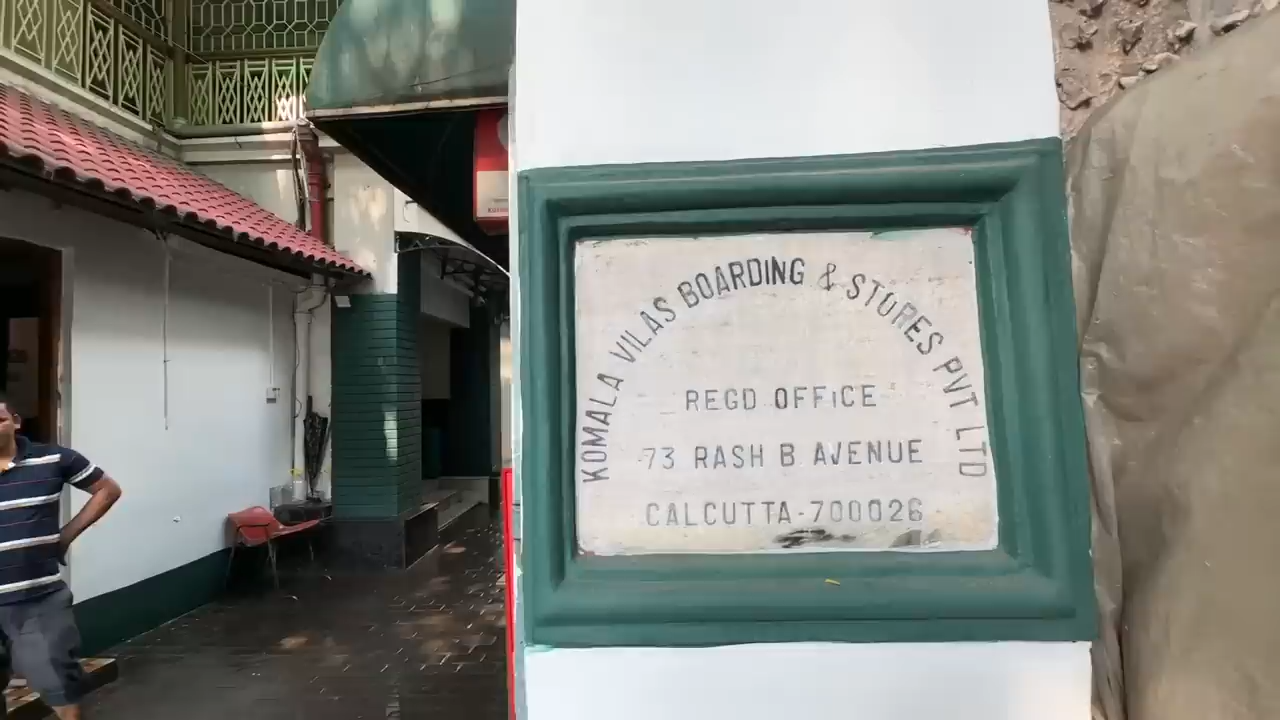 KOMALA VILAS BOARDING & STORES PVT LTD
REGD OFFICE
73 RASH B AVENUE
CALCUTTA-700026